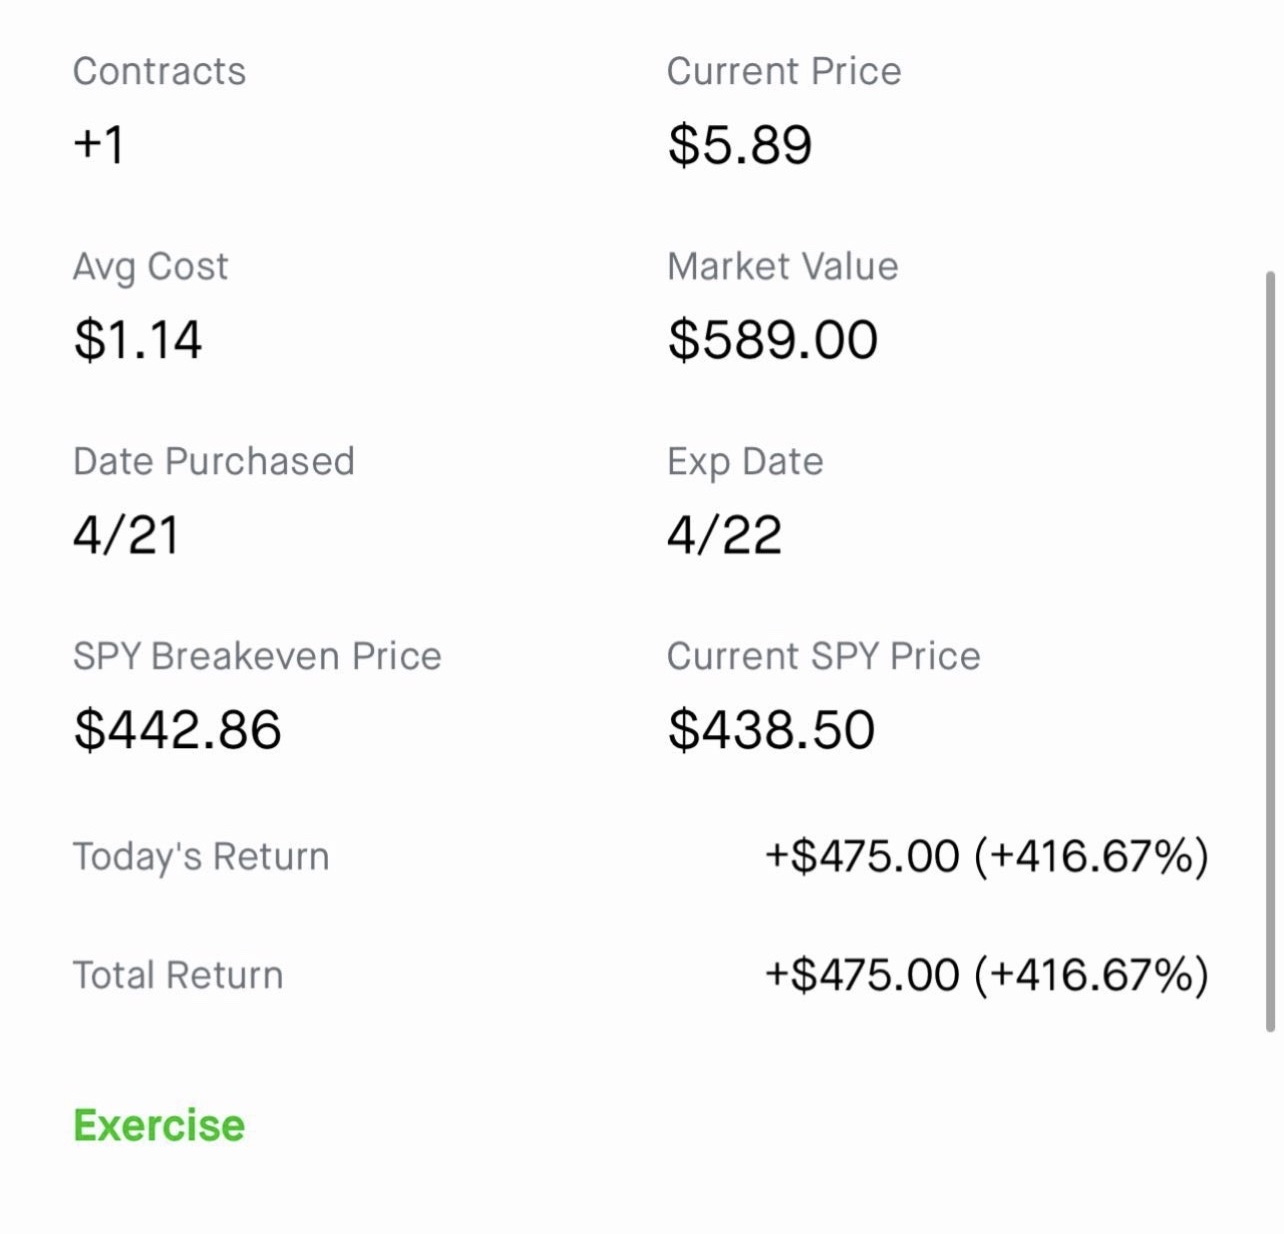 Contracts
Current Price
+1
$5.89
Avg Cost
Market Value
$1.14
$589.00
Date Purchased
Exp Date
4/21
4/22
SPY Breakeven Price
Current SPY Price
$442.86
$438.50
Today's Return
+$475.00 (+416.67%)
Total Return
+$475.00 (+416.67%)
Exercise